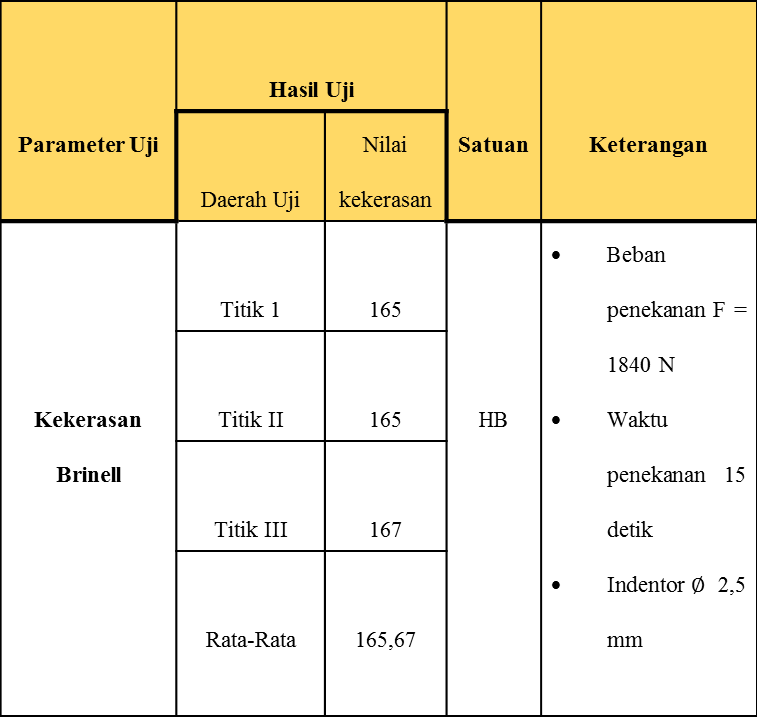 Parameter Uji
Hasil Uji
Daerah Uji
Nilai
kekerasan
Satuan
Keterangan
Kekerasan
Brinell
Titik 1
165
Titik II
165
Titik III
167
Rata-Rata
165,67
HB
• Beban
penekanan F =
1840 N
• Waktu
penekanan 15
detik
• Indentor ∅ 2,5
mm